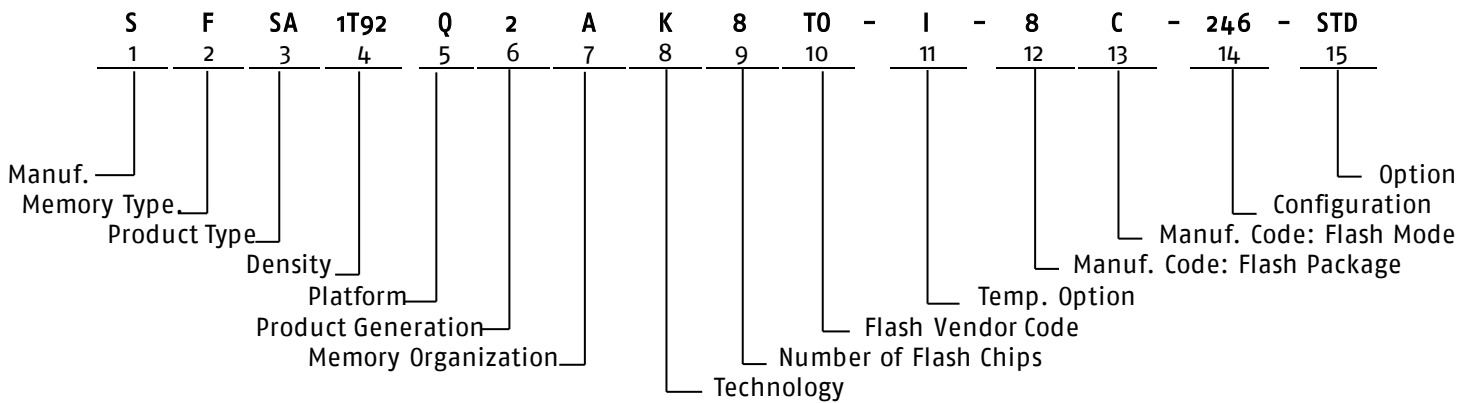 S F SA 1T92 Q 2 A K 8 TO - I - 8 C - 246 - STD
1 2 3 4 5 6 7 8 9 10 11 12 13 14 15
Manuf.
Option
Memory Type.
Configuration
Product Type
Manuf. Code: Flash Mode
Density
Manuf. Code: Flash Package
Platform
Temp. Option
Product Generation
Flash Vendor Code
Memory Organization
Number of Flash Chips
Technology